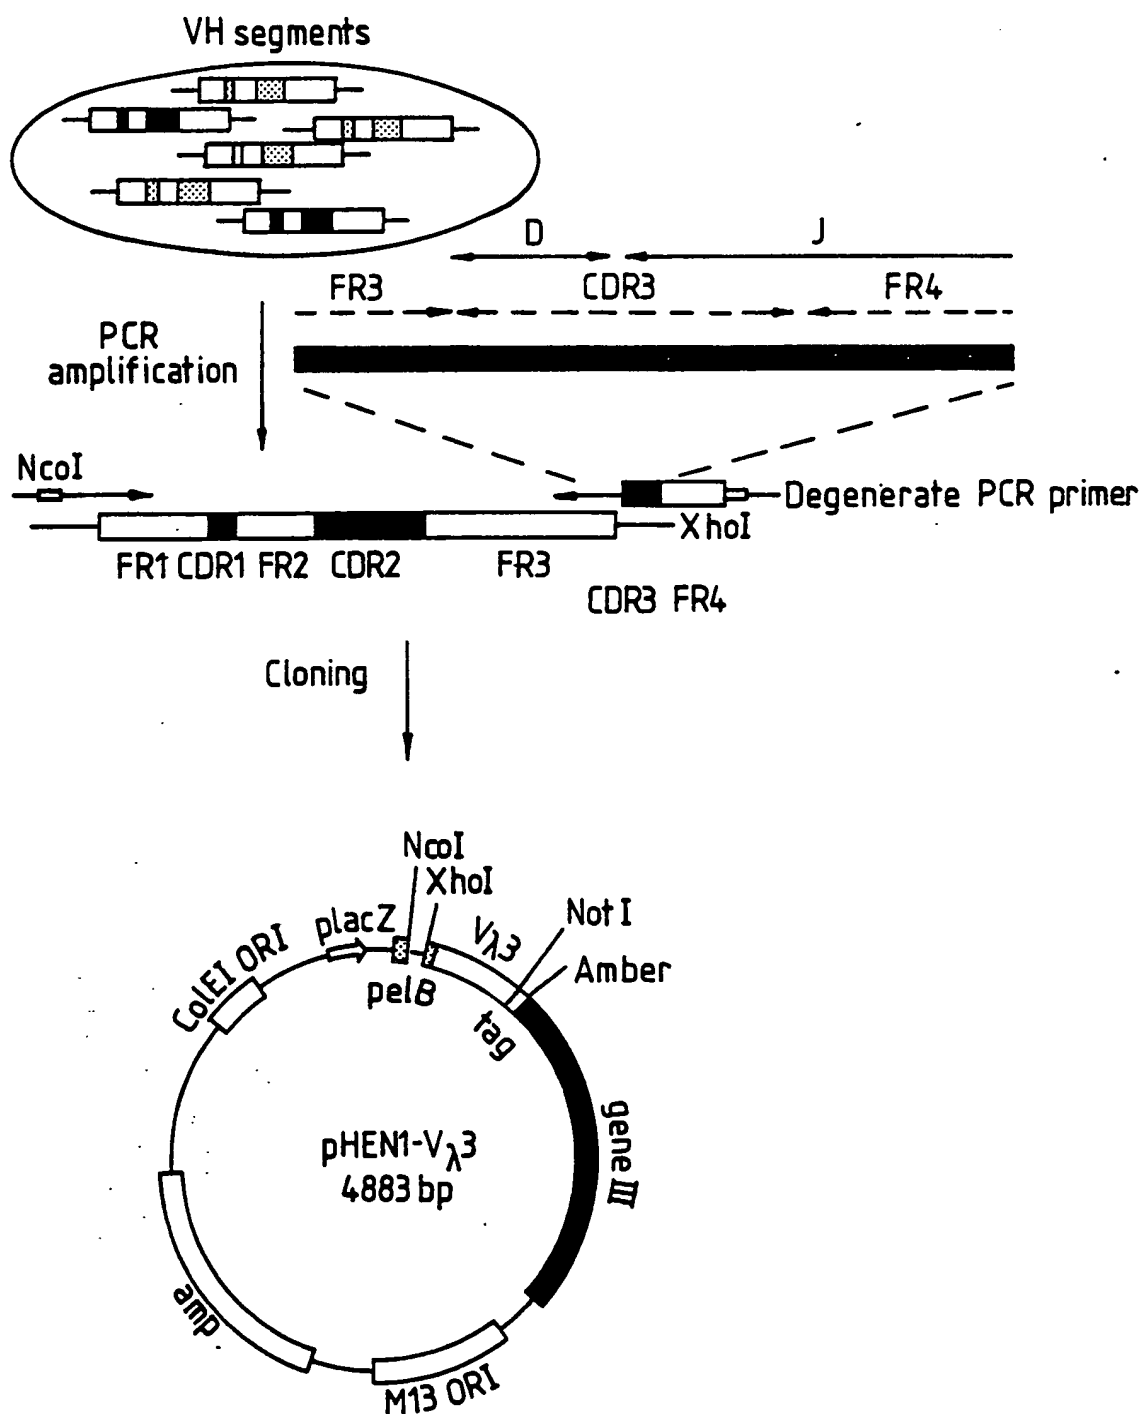 VH segments
D
J
FR3
CDR3
FR4
PCR
amplification
NcoI
Degenerate PCR primer
XhoI
FR1 CDR1 FR2 CDR2 FR3
CDR3 FR4
Cloning
NcoI
XhoI
Vλ3
Not I
Amber
placZ
ColEI ORI
pelB
tag
gene III
pHEN1-Vλ3
4883 bp
amp
M13 ORI